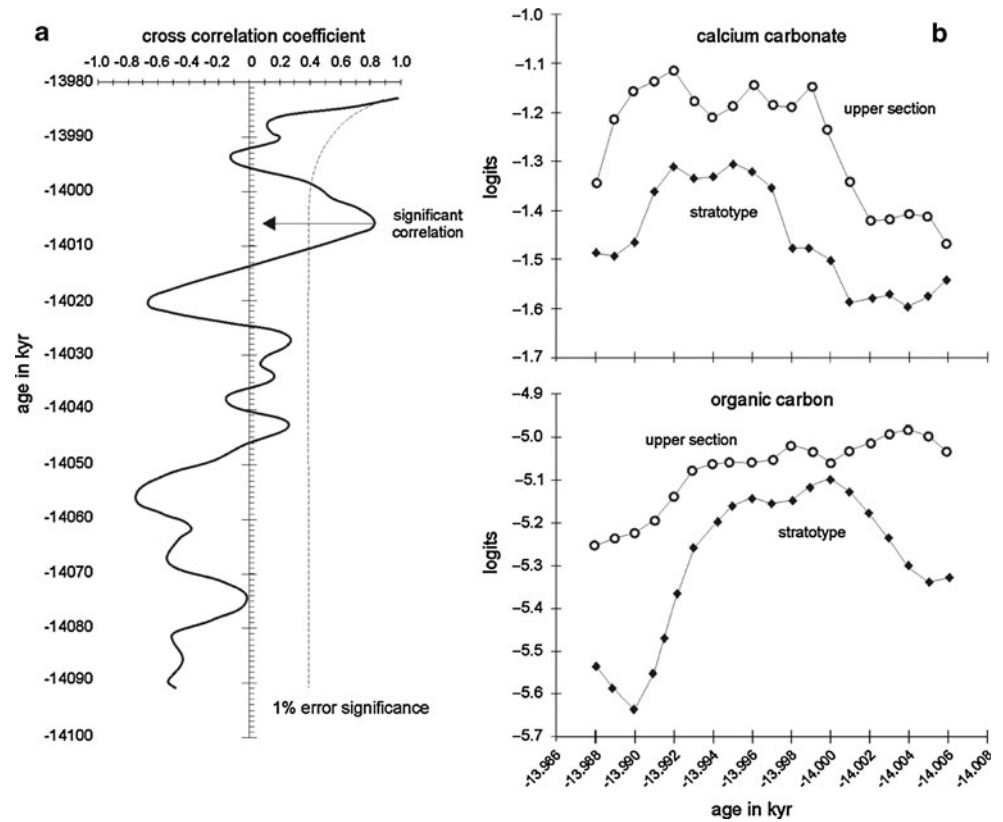 a
cross correlation coefficient
-1.0 -0.8 -0.6 -0.4 -0.2 0 0.2 0.4 0.6 0.8 1.0
-13980
-13990
-14000
-14010
-14020
-14030
-14040
-14050
-14060
-14070
-14080
-14090
-14100
age in kyr
significant
correlation
1% error significance
b
calcium carbonate
−1.0
−1.1
−1.2
−1.3
−1.4
−1.5
−1.6
−1.7
logits
upper section
stratotype
organic carbon
−4.9
−5.0
−5.1
−5.2
−5.3
−5.4
−5.5
−5.6
−5.7
logits
upper section
stratotype
−13.986 −13.988 −13.990 −13.992 −13.994 −13.996 −13.998 −14.000 −14.002 −14.004 −14.006 −14.008
age in kyr